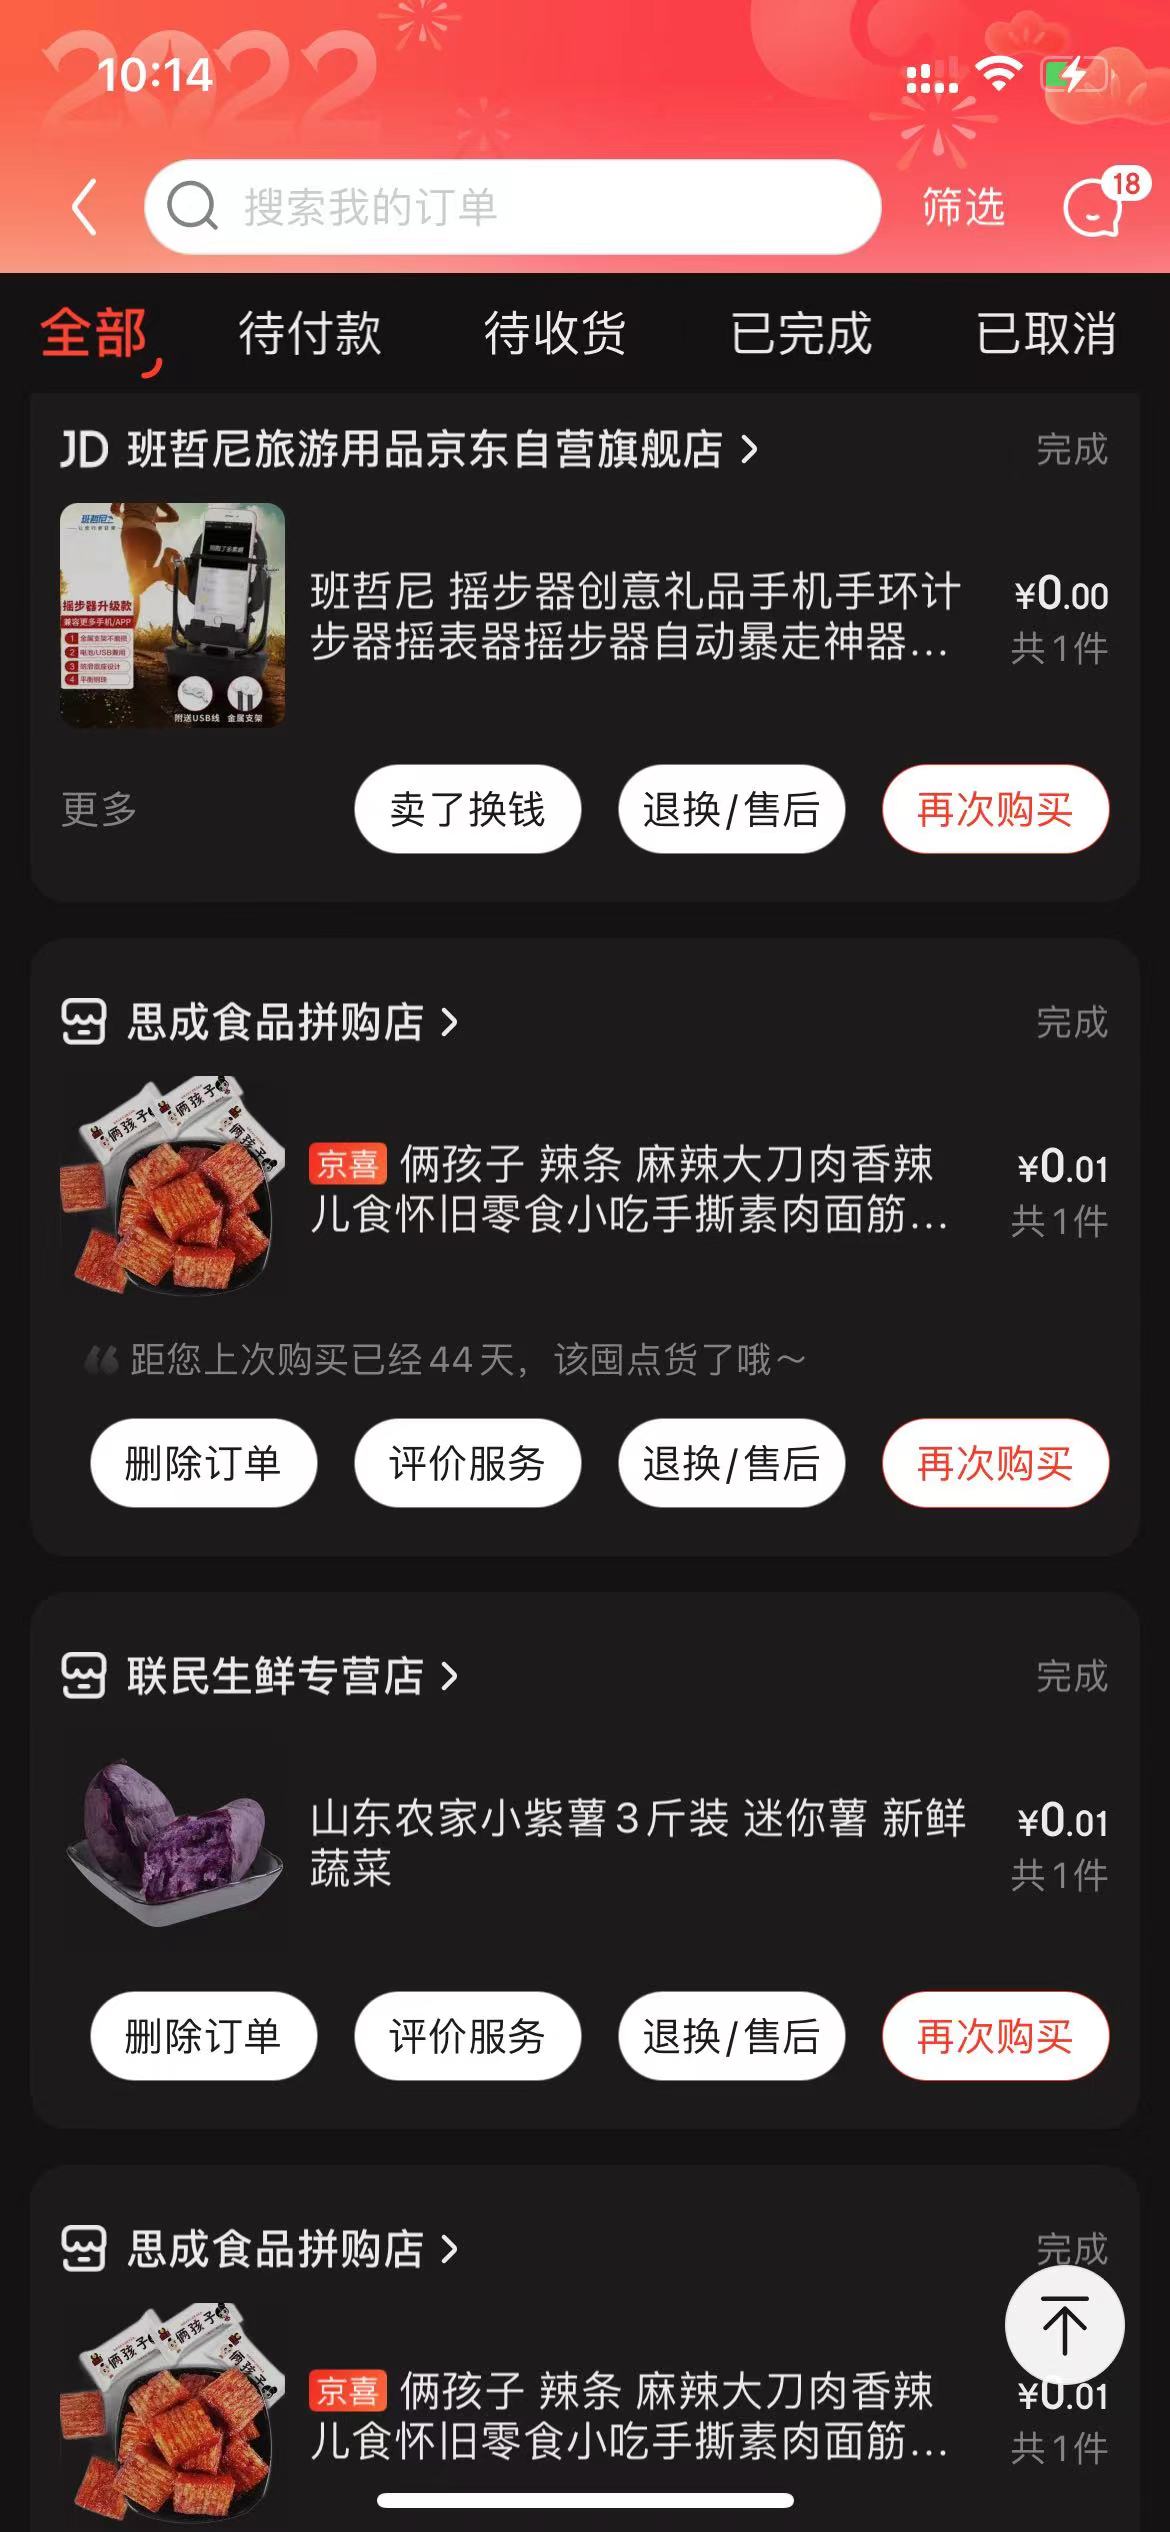 2022
10:14
搜索我的订单
筛选
18
全部
待付款
待收货
已完成
已取消
JD 班哲尼旅游用品京东自营旗舰店
完成
班哲尼
摇步器升级款
兼容更多手机/APP
1 金属支架不磨损
2 电池/USB兼用
3 防滑底座设计
4 平衡钢珠
附送USB线 金属支架
班哲尼 摇步器创意礼品手机手环计
步器摇表器摇步器自动暴走神器...
¥0.00
共1件
更多
卖了换钱
退换/售后
再次购买
思成食品拼购店
完成
俩孩子
俩孩子
俩孩子
京喜 俩孩子 辣条 麻辣大刀肉香辣
儿食怀旧零食小吃手撕素肉面筋...
¥0.01
共1件
距您上次购买已经44天，该囤点货了哦～
删除订单
评价服务
退换/售后
再次购买
联民生鲜专营店
完成
山东农家小紫薯3斤装 迷你薯 新鲜
蔬菜
¥0.01
共1件
删除订单
评价服务
退换/售后
再次购买
思成食品拼购店
完成
俩孩子
俩孩子
俩孩子
京喜 俩孩子 辣条 麻辣大刀肉香辣
儿食怀旧零食小吃手撕素肉面筋...
¥0.01
共1件